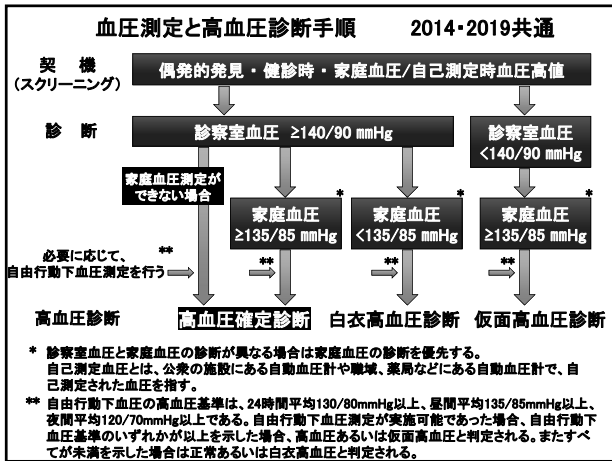 血圧測定と高血圧診断手順 2014・2019共通
契 機
(スクリーニング)
偶発的発見・健診時・家庭血圧/自己測定時血圧高値
診 断
診察室血圧 ≥140/90 mmHg
診察室血圧
<140/90 mmHg
家庭血圧測定が
できない場合
*
家庭血圧
≥135/85 mmHg
*
家庭血圧
<135/85 mmHg
*
家庭血圧
≥135/85 mmHg
必要に応じて、
自由行動下血圧測定を行う
**
**
**
**
高血圧診断
高血圧確定診断
白衣高血圧診断
仮面高血圧診断
* 診察室血圧と家庭血圧の診断が異なる場合は家庭血圧の診断を優先する。
自己測定血圧とは、公衆の施設にある自動血圧計や職域、薬局などにある自動血圧計で、自
己測定された血圧を指す。
** 自由行動下血圧の高血圧基準は、24時間平均130/80mmHg以上、昼間平均135/85mmHg以上、
夜間平均120/70mmHg以上である。自由行動下血圧測定が実施可能であった場合、自由行動下
血圧基準のいずれかが以上を示した場合、高血圧あるいは仮面高血圧と判定される。またすべ
てが未満を示した場合は正常あるいは白衣高血圧と判定される。